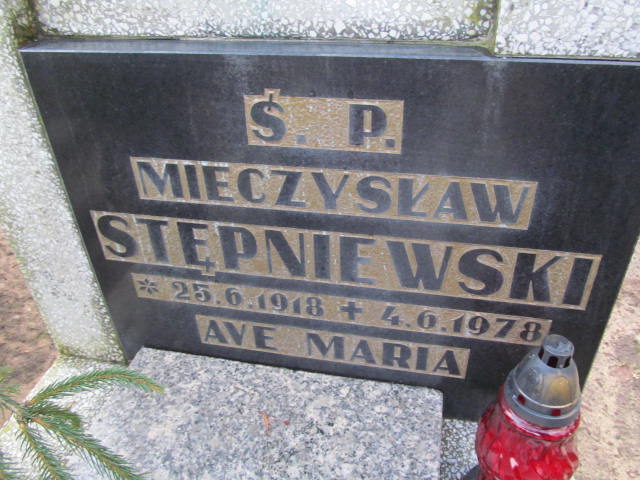 Ś. P.
MIECZYSŁAW
STĘPNIEWSKI
* 25.6.1918 + 4.6.1978
AVE MARIA